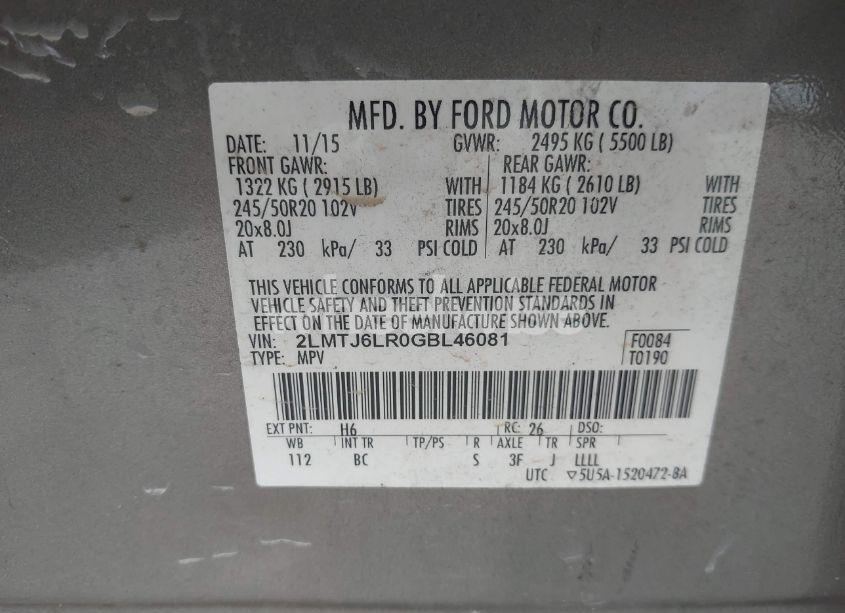 MFD. BY FORD MOTOR CO.
DATE: 11/15 GVWR: 2495 KG ( 5500 LB)
FRONT GAWR: REAR GAWR:
1322 KG ( 2915 LB) WITH 1184 KG ( 2610 LB) WITH
245/50R20 102V TIRES 245/50R20 102V TIRES
20x8.0J RIMS 20x8.0J RIMS
AT 230 kPa/ 33 PSI COLD AT 230 kPa/ 33 PSI COLD
THIS VEHICLE CONFORMS TO ALL APPLICABLE FEDERAL MOTOR
VEHICLE SAFETY AND THEFT PREVENTION STANDARDS IN
EFFECT ON THE DATE OF MANUFACTURE SHOWN ABOVE.
VIN: 2LMTJ6LR0GBL46081 F0084
TYPE: MPV T0190
EXT PNT: H6 RC: 26 DSO:
WB INT TR TP/PS R AXLE TR SPR
112 BC S 3F J LLLL
UTC ▽5U5A-1520472-BA